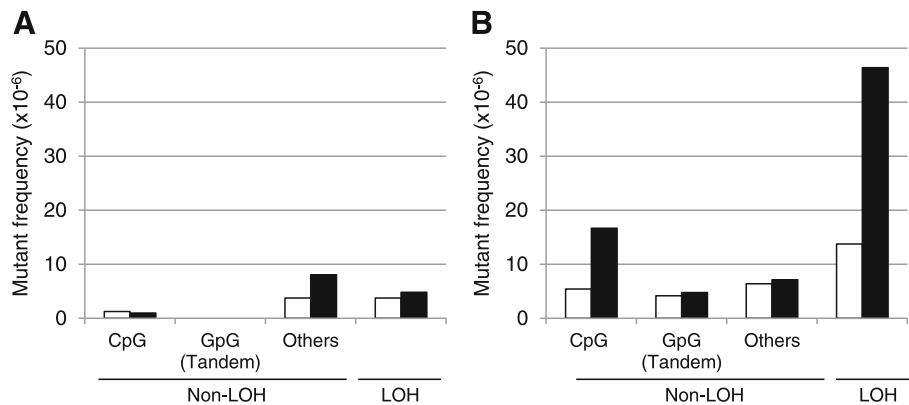 A
Mutant frequency (x10⁻⁶)
50
40
30
20
10
0
CpG
GpG
(Tandem)
Others
Non-LOH
LOH
B
Mutant frequency (x10⁻⁶)
50
40
30
20
10
0
CpG
GpG
(Tandem)
Others
Non-LOH
LOH